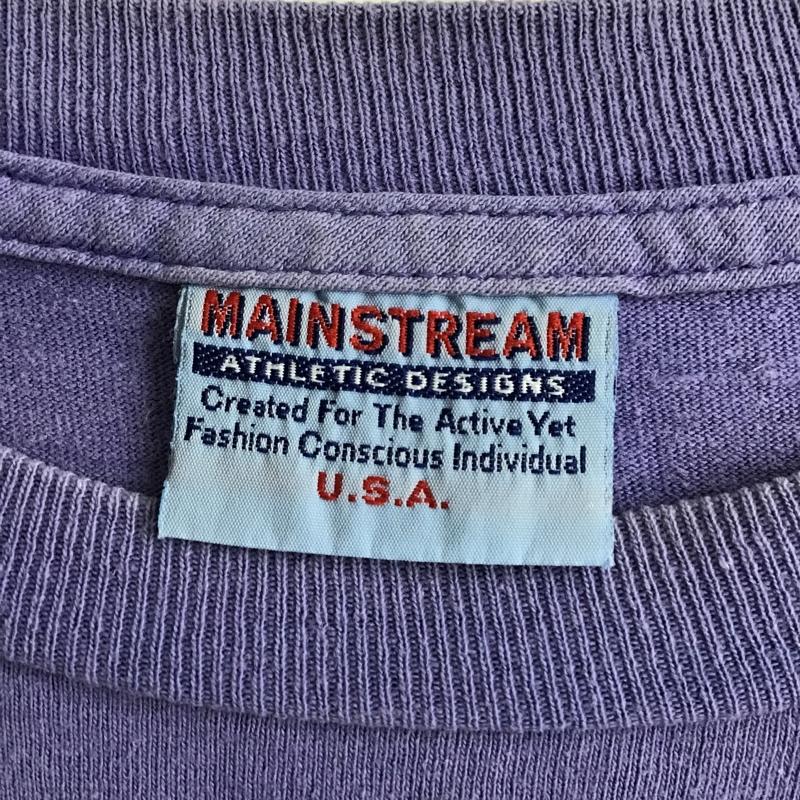 MAINSTREAM
ATHLETIC DESIGNS
Created For The Active Yet
Fashion Conscious Individual
U.S.A.